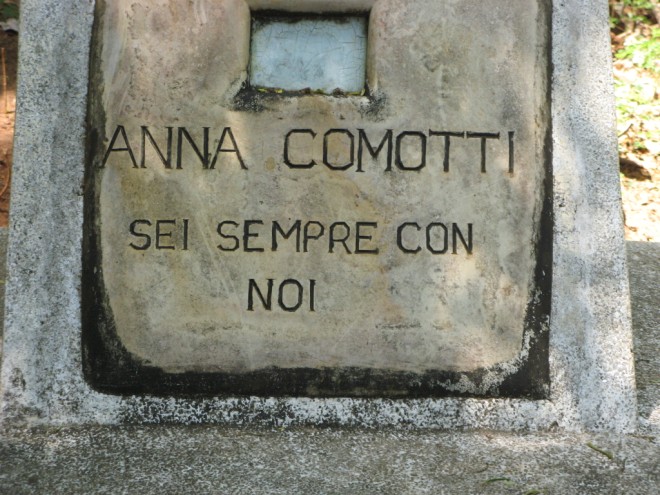 ANNA COMOTTI
SEI SEMPRE CON
NOI